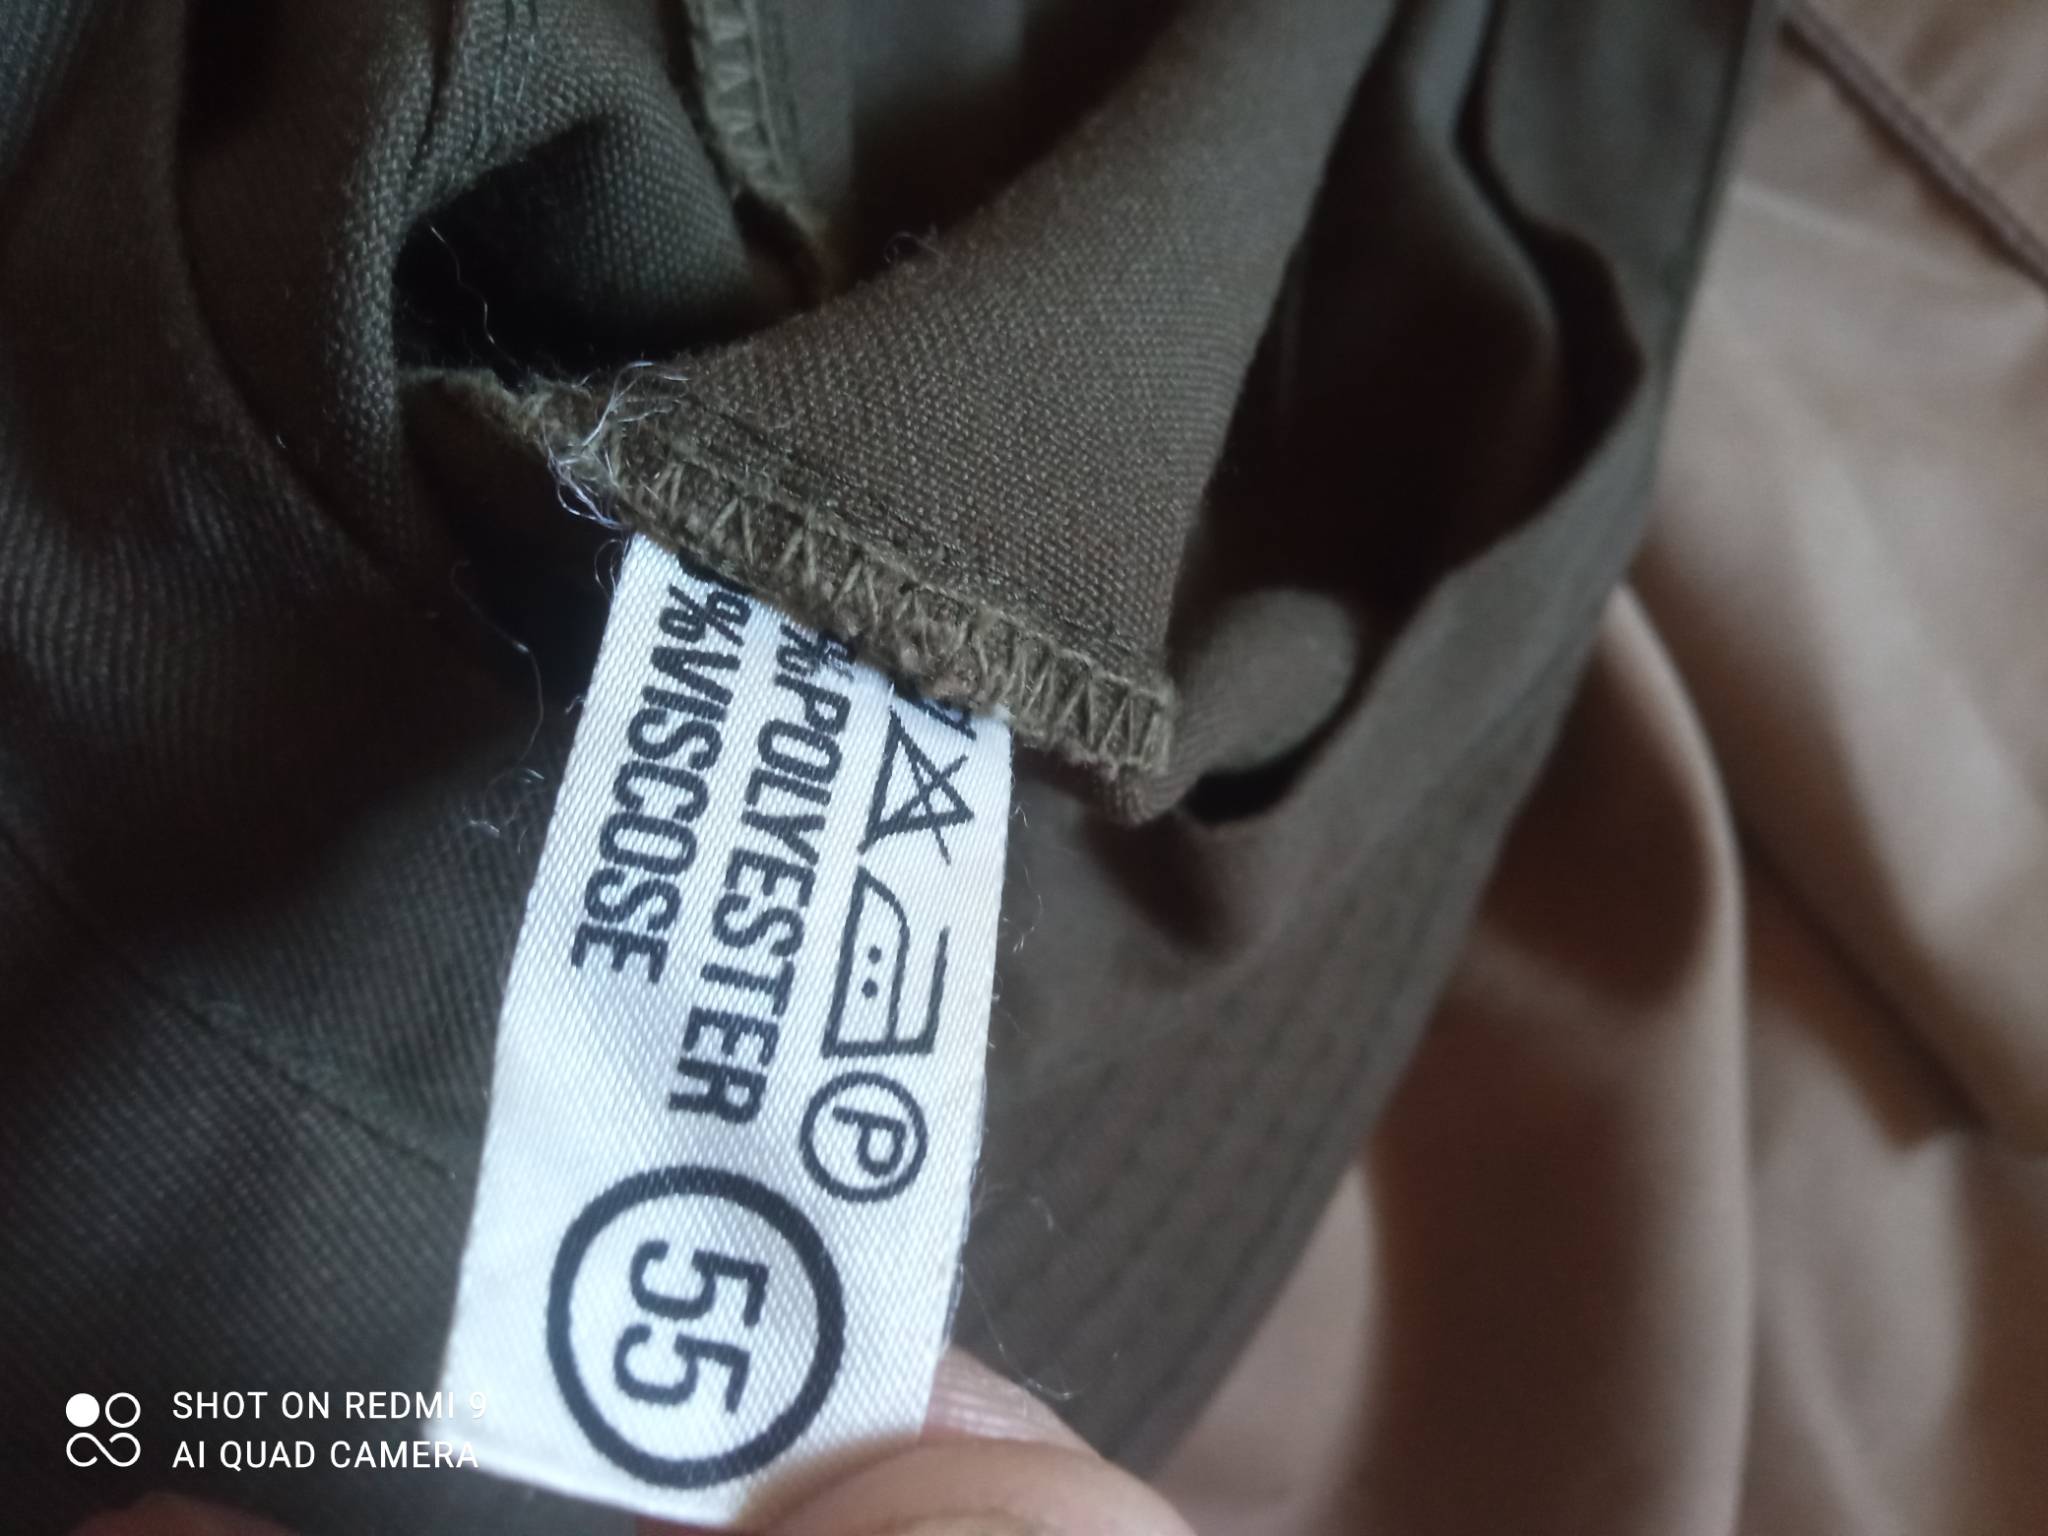 P
% POLYESTER
% VISCOSE
55
SHOT ON REDMI 9
AI QUAD CAMERA